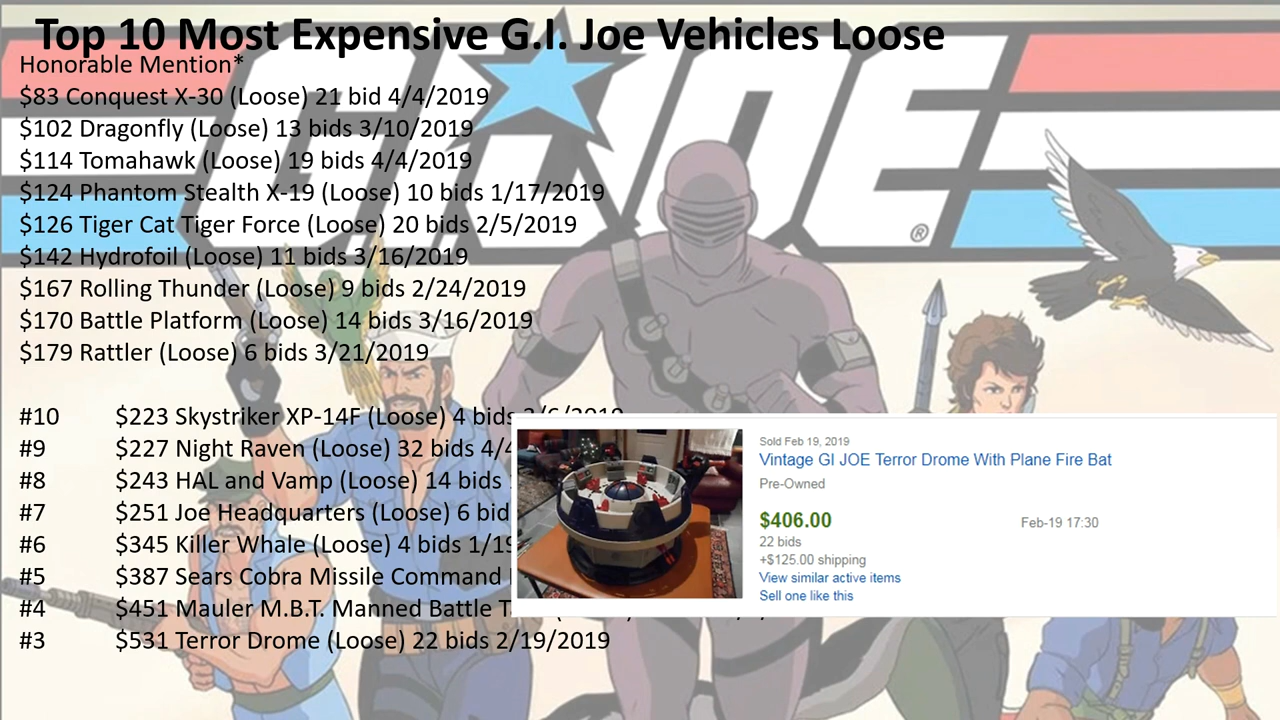 Top 10 Most Expensive G.I. Joe Vehicles Loose
G.I. JOE
®
Honorable Mention*
$83 Conquest X-30 (Loose) 21 bid 4/4/2019
$102 Dragonfly (Loose) 13 bids 3/10/2019
$114 Tomahawk (Loose) 19 bids 4/4/2019
$124 Phantom Stealth X-19 (Loose) 10 bids 1/17/2019
$126 Tiger Cat Tiger Force (Loose) 20 bids 2/5/2019
$142 Hydrofoil (Loose) 11 bids 3/16/2019
$167 Rolling Thunder (Loose) 9 bids 2/24/2019
$170 Battle Platform (Loose) 14 bids 3/16/2019
$179 Rattler (Loose) 6 bids 3/21/2019
#10 $223 Skystriker XP-14F (Loose) 4 bids
#9 $227 Night Raven (Loose) 32 bids
#8 $243 HAL and Vamp (Loose) 14 bids
#7 $251 Joe Headquarters (Loose) 6
#6 $345 Killer Whale (Loose) 4 bids
#5 $387 Sears Cobra Missile Command
#4 $451 Mauler M.B.T. Manned Battle
#3 $531 Terror Drome (Loose) 22 bids 2/19/2019
Sold Feb 19, 2019
Vintage GI JOE Terror Drome With Plane Fire Bat
Pre-Owned
$406.00 Feb-19 17:30
22 bids
+$125.00 shipping
View similar active items
Sell one like this